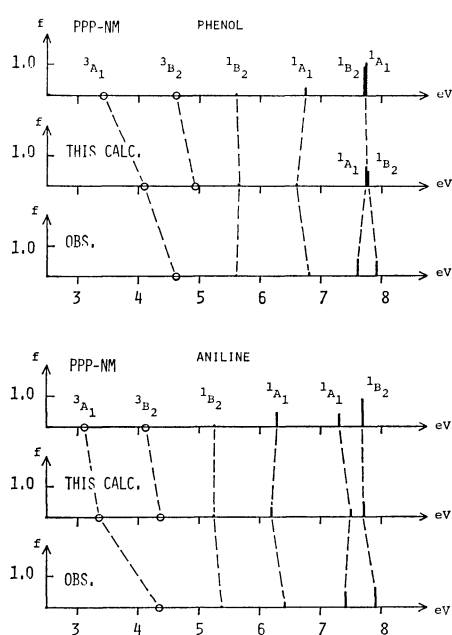 f PPP-NM PHENOL
1.0 ³A₁ ³B₂ ¹B₂ ¹A₁ ¹B₂ ¹A₁
eV
1.0 THIS CALC. ¹A₁ ¹B₂
eV
f
1.0 OBS.
eV
3 4 5 6 7 8
f PPP-NM ANILINE
1.0 ³A₁ ³B₂ ¹B₂ ¹A₁ ¹A₁ ¹B₂
eV
1.0 THIS CALC.
eV
f
1.0 OBS.
eV
3 4 5 6 7 8